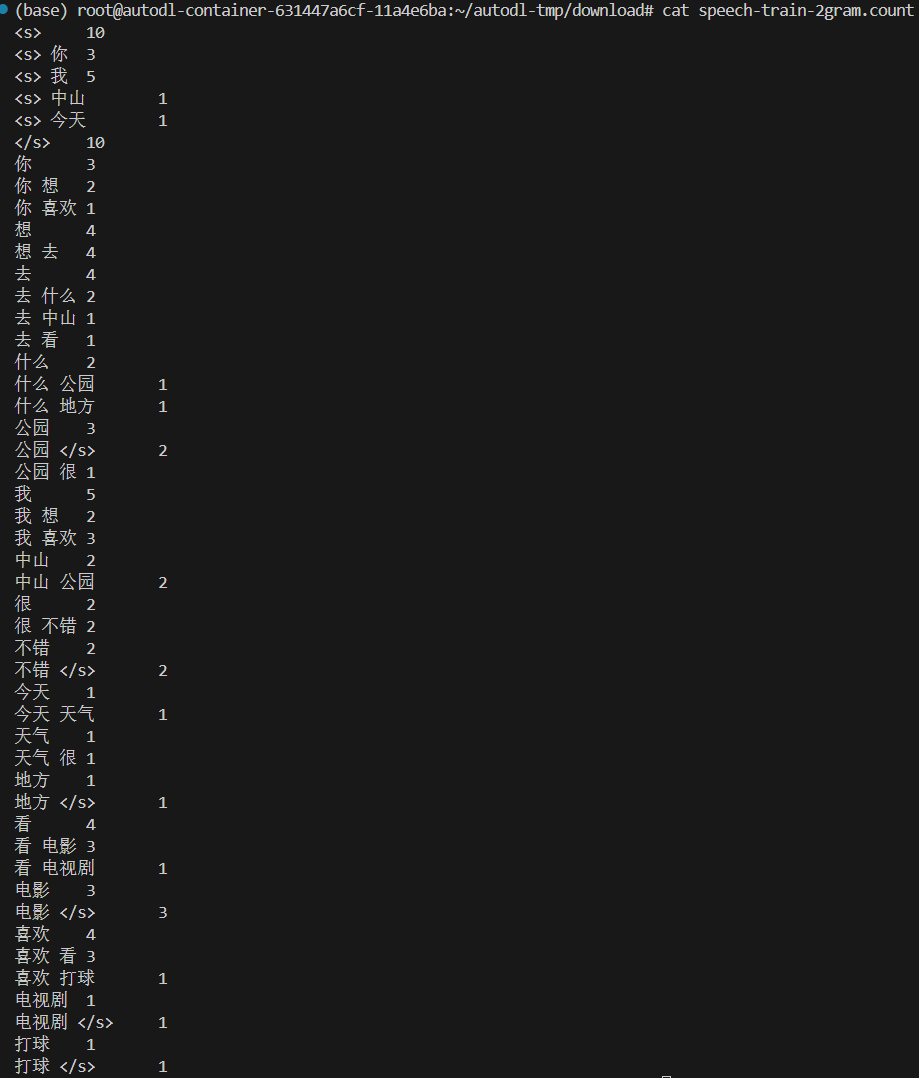 (base) root@autodl-container-631447a6cf-11a4e6ba:~/autodl-tmp/download# cat speech-train-2gram.count
<s>	10
<s> 你	3
<s> 我	5
<s> 中山	1
<s> 今天	1
</s>	10
你	3
你 想	2
你 喜欢	1
想	4
想 去	4
去	4
去 什么	2
去 中山	1
去 看	1
什么	2
什么 公园	1
什么 地方	1
公园	3
公园 </s>	2
公园 很	1
我	5
我 想	2
我 喜欢	3
中山	2
中山 公园	2
很	2
很 不错	2
不错	2
不错 </s>	2
今天	1
今天 天气	1
天气	1
天气 很	1
地方	1
地方 </s>	1
看	4
看 电影	3
看 电视剧	1
电影	3
电影 </s>	3
喜欢	4
喜欢 看	3
喜欢 打球	1
电视剧	1
电视剧 </s>	1
打球	1
打球 </s>	1